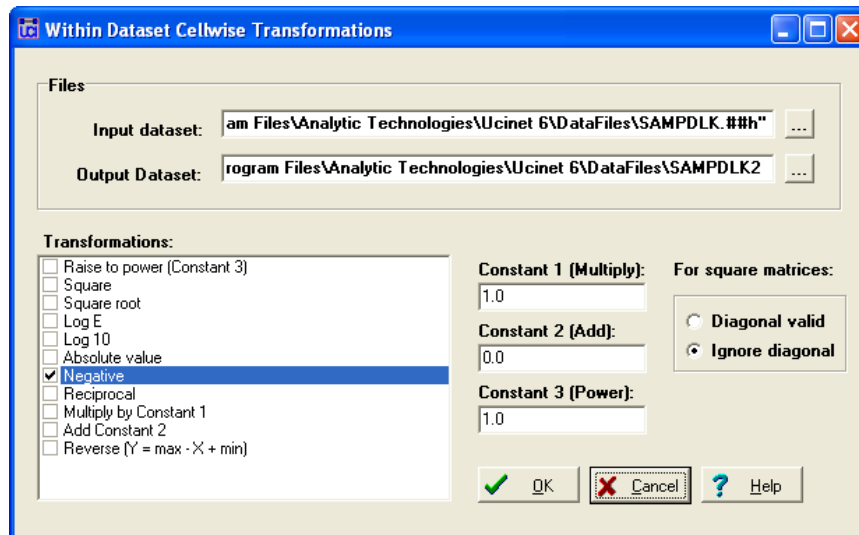 Within Dataset Cellwise Transformations
Files
Input dataset: am Files\Analytic Technologies\Ucinet 6\DataFiles\SAMPDLK.##h" ...
Output Dataset: rogram Files\Analytic Technologies\Ucinet 6\DataFiles\SAMPDLK2 ...
Transformations:
Raise to power (Constant 3)
Square
Square root
Log E
Log 10
Absolute value
Negative
Reciprocal
Multiply by Constant 1
Add Constant 2
Reverse (Y = max - X + min)
Constant 1 (Multiply):
1.0
Constant 2 (Add):
0.0
Constant 3 (Power):
1.0
For square matrices:
Diagonal valid
Ignore diagonal
OK Cancel Help